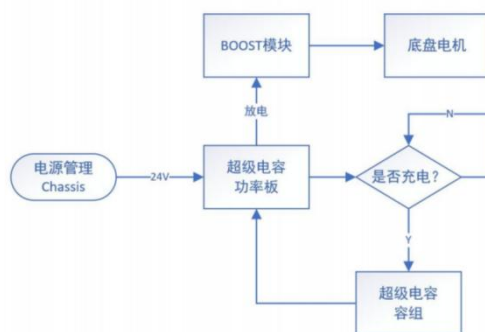 BOOST模块
底盘电机
放电
N
电源管理
Chassis
24V
超级电容
功率板
是否充电?
Y
超级电容
容组